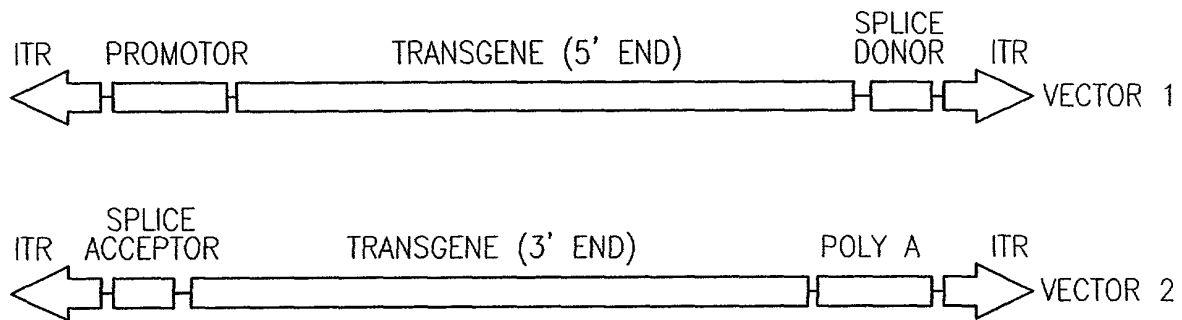 ITR PROMOTOR TRANSGENE (5' END) SPLICE DONOR ITR
VECTOR 1
ITR SPLICE ACCEPTOR TRANSGENE (3' END) POLY A ITR
VECTOR 2